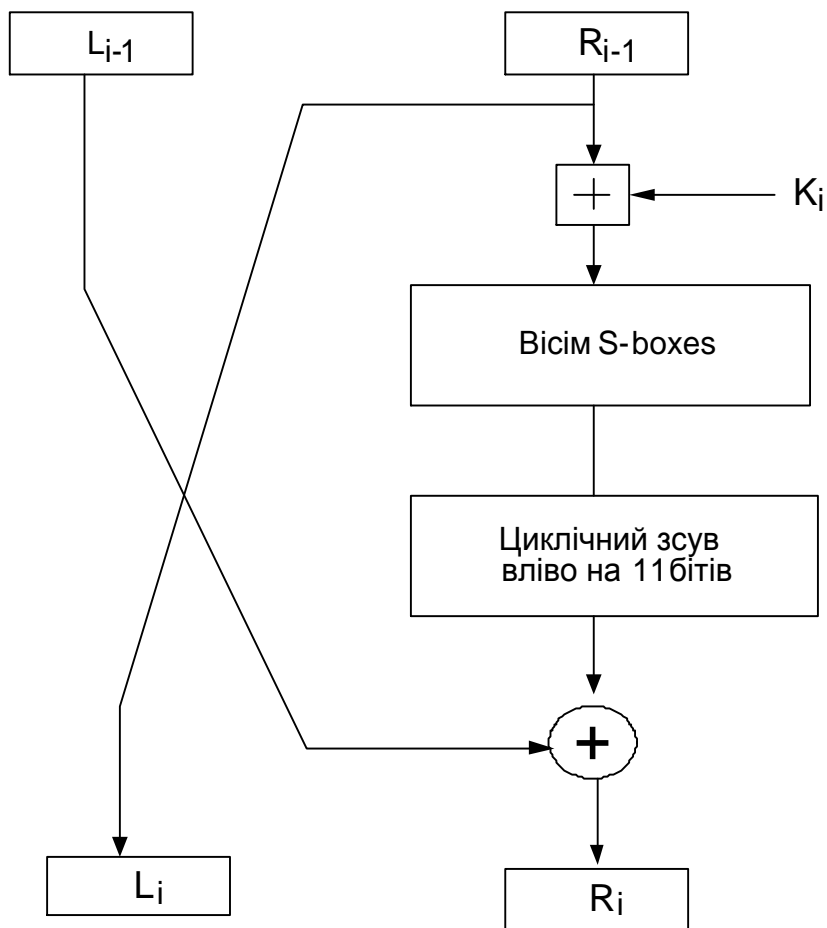 Li-1
Ri-1
+
Ki
Вісім S-boxes
Циклічний зсув
вліво на 11бітів
+
Li
Ri